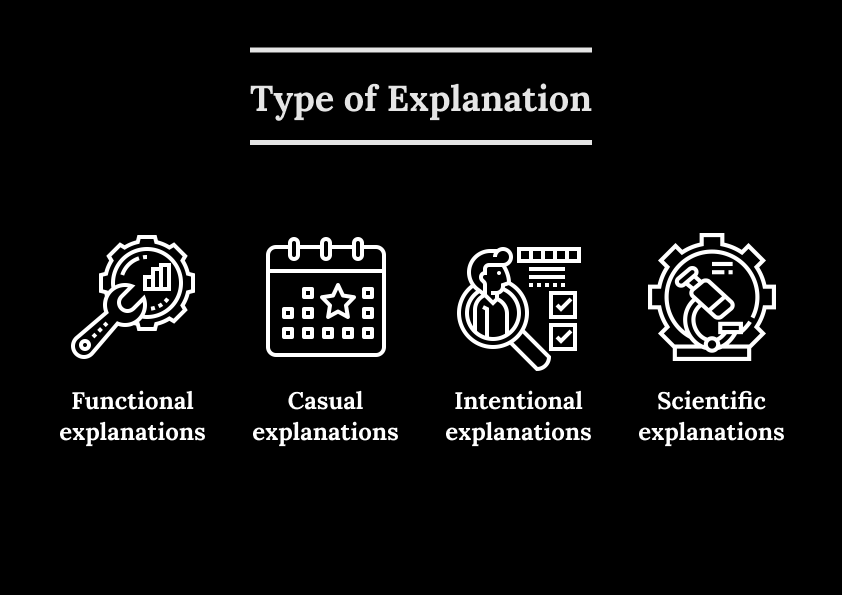 Type of Explanation
Functional
explanations
Casual
explanations
Intentional
explanations
Scientific
explanations